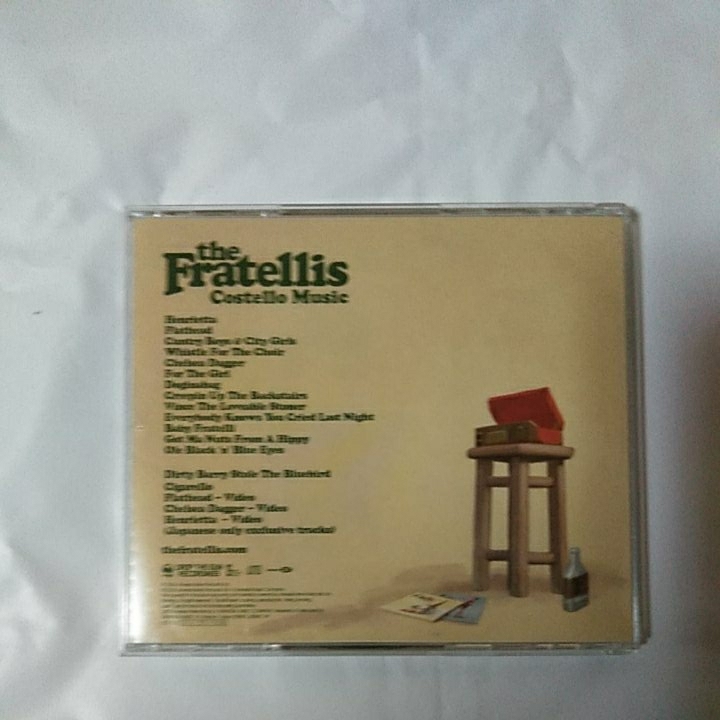 the
Fratellis
Costello Music
Henrietta
Flathead
Cuntry Boys & City Girls
Whistle For The Choir
Chelsea Dagger
For The Girl
Doginabag
Creepin Up The Backstairs
Vince The Loveable Stoner
Everybody Knows You Cried Last Night
Baby Fratelli
Got Ma Nuts From A Hippy
Ole Black 'n' Blue Eyes
Dirty Barry Stole The Bluebird
Cigarello
Flathead - Video
Chelsea Dagger - Video
Henrietta - Video
(Japanese only exclusive tracks)
thefratellis.com